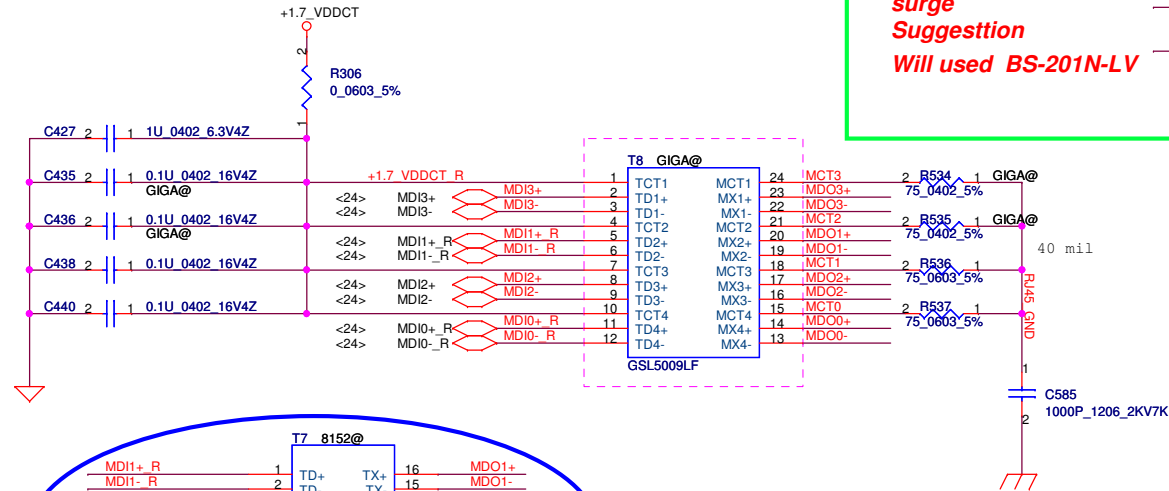 surge
Suggesttion
Will used BS-201N-LV
+1.7_VDDCT
2
R306
0_0603_5%
1
C427 2 1 1U_0402_6.3V4Z
C435 2 1 0.1U_0402_16V4Z
GIGA@
C436 2 1 0.1U_0402_16V4Z
GIGA@
C438 2 1 0.1U_0402_16V4Z
C440 2 1 0.1U_0402_16V4Z
+1.7_VDDCT_R
<24> MDI3+ MDI3+
<24> MDI3- MDI3-
<24> MDI1+_R MDI1+_R
<24> MDI1-_R MDI1-_R
<24> MDI2+ MDI2+
<24> MDI2- MDI2-
<24> MDI0+_R MDI0+_R
<24> MDI0-_R MDI0-_R
T8 GIGA@
1 TCT1 MCT1 24 MCT3
2 TD1+ MX1+ 23 MDO3+
3 TD1- MX1- 22 MDO3-
4 TCT2 MCT2 21 MCT2
5 TD2+ MX2+ 20 MDO1+
6 TD2- MX2- 19 MDO1-
7 TCT3 MCT3 18 MCT1
8 TD3+ MX3+ 17 MDO2+
9 TD3- MX3- 16 MDO2-
10 TCT4 MCT4 15 MCT0
11 TD4+ MX4+ 14 MDO0+
12 TD4- MX4- 13 MDO0-
GSL5009LF
2 R534 1 GIGA@
75_0402_5%
2 R535 1 GIGA@
75_0402_5%
2 R536 1
75_0603_5%
2 R537 1
75_0603_5%
40 mil
RJ45_GND
1
C585
1000P_1206_2KV7K
2
T7 8152@
MDI1+_R 1 TD+ TX+ 16 MDO1+
MDI1-_R 2 TD- TX- 15 MDO1-